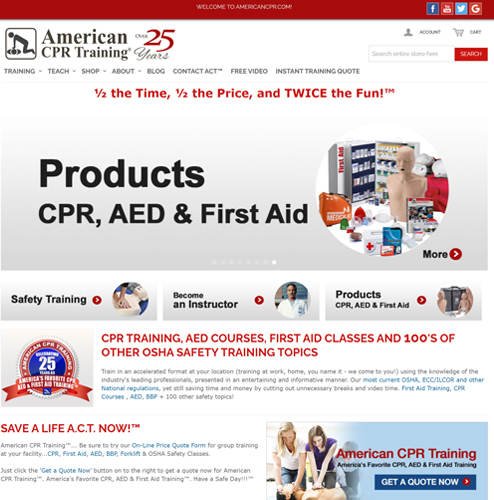 WELCOME TO AMERICANCPR.COM!
American
CPR Training®
OVER 25 Years
ACCOUNT
CART
Search entire store here
SEARCH
TRAINING TEACH SHOP ABOUT BLOG CONTACT ACT™ FREE VIDEO INSTANT TRAINING QUOTE
½ the Time, ½ the Price, and TWICE the Fun!™
Products
CPR, AED & First Aid
First Aid
More
Safety Training
Become
an Instructor
Products
CPR, AED & First Aid
AMERICAN CPR TRAINING
CELEBRATING
25
YEARS
AMERICA'S FAVORITE CPR,
AED & FIRST AID TRAINING
CPR TRAINING, AED COURSES, FIRST AID CLASSES AND 100'S OF
OTHER OSHA SAFETY TRAINING TOPICS
Train in an accelerated format at your location (training at work, home, you name it - we come to you!) using the knowledge of the
industry's leading professionals, presented in an entertaining and informative manner. Our most current OSHA, ECC/ILCOR and other
National regulations, yet still saving time and money by cutting out unnecessary breaks and video time. First Aid Training, CPR
Courses , AED, BBP + 100 other safety topics!
SAVE A LIFE A.C.T. NOW!™
American CPR Training™... Be sure to try our On-Line Price Quote Form for group training
at your facility...CPR, First Aid, AED, BBP, Forklift & OSHA Safety Classes.
Just click the 'Get a Quote Now' button on to the right to get a quote now for American
CPR Training™. America's Favorite CPR, AED & First Aid Training™. Have a Safe Day!!!™
American CPR Training™
America's Favorite CPR, AED & First Aid Training™
GET A QUOTE NOW